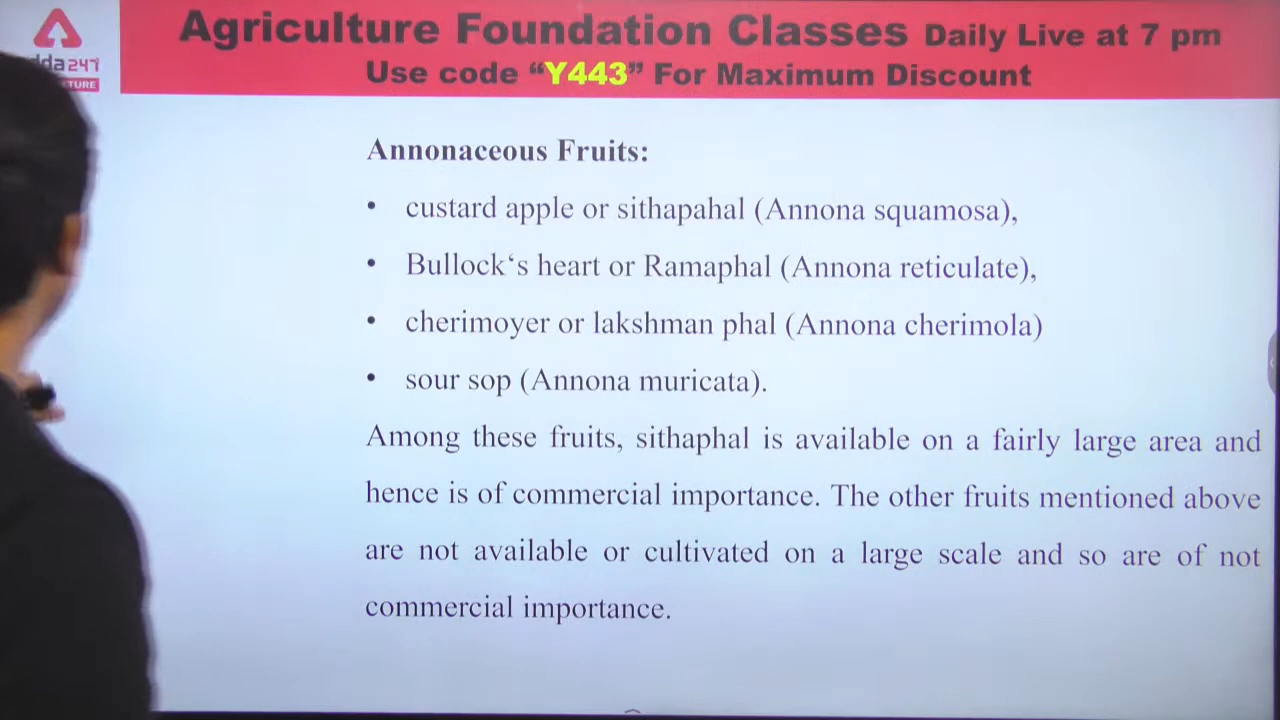 Agriculture Foundation Classes Daily Live at 7 pm
Use code “Y443” For Maximum Discount
dda247
TURE
Annonaceous Fruits:
• custard apple or sithapahal (Annona squamosa),
• Bullock‘s heart or Ramaphal (Annona reticulate),
• cherimoyer or lakshman phal (Annona cherimola)
• sour sop (Annona muricata).
Among these fruits, sithaphal is available on a fairly large area and
hence is of commercial importance. The other fruits mentioned above
are not available or cultivated on a large scale and so are of not
commercial importance.